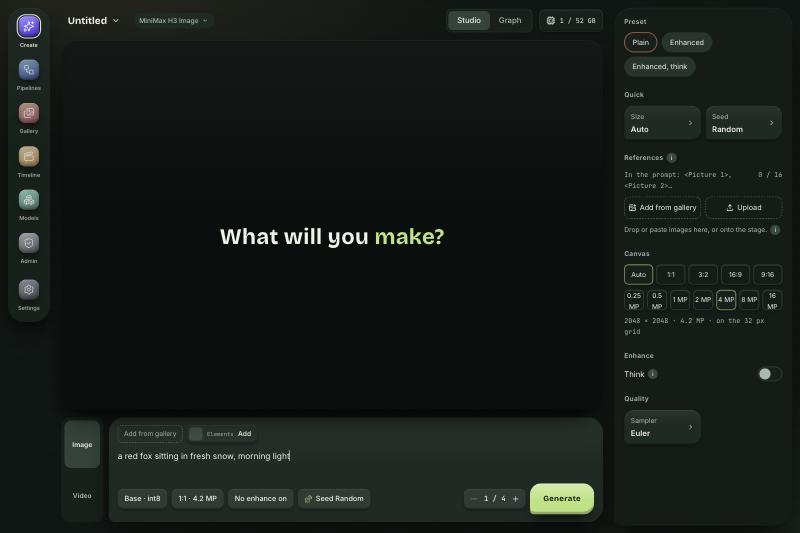 Untitled
MiniMax H3 Image
Studio
Graph
1 / 52 GB
Create
Pipelines
Gallery
Timeline
Models
Admin
Settings
What will you make?
Image
Video
Add from gallery
Elements Add
a red fox sitting in fresh snow, morning light
Base · int8
1:1 · 4.2 MP
No enhance on
Seed Random
− 1 / 4 +
Generate
Preset
Plain
Enhanced
Enhanced, think
Quick
Size
Auto
Seed
Random
References i
In the prompt: <Picture 1>, 0 / 16
<Picture 2>…
Add from gallery
Upload
Drop or paste images here, or onto the stage. i
Canvas
Auto
1:1
3:2
16:9
9:16
0.25 MP
0.5 MP
1 MP
2 MP
4 MP
8 MP
16 MP
2048 × 2048 · 4.2 MP · on the 32 px
grid
Enhance
Think i
Quality
Sampler
Euler